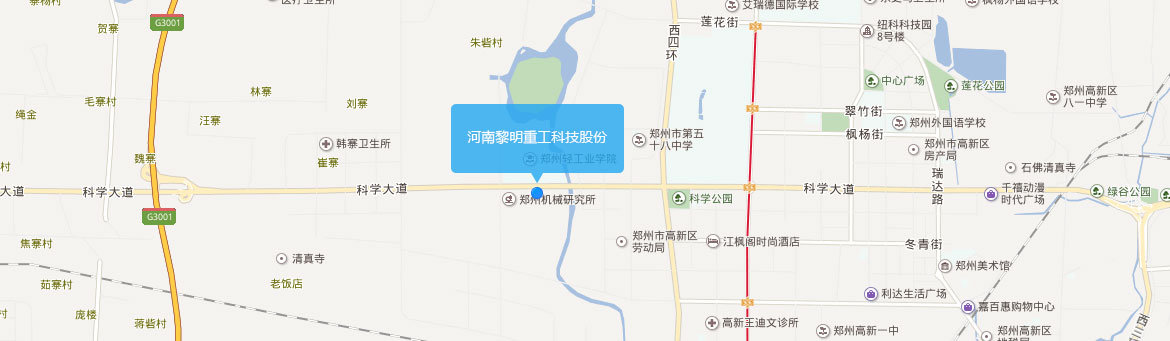 杨村
医疗卫生所
艾瑞德国际学校
枫杨外国语学校
贺寨
G3001
莲花街
纽科科技园
8号楼
西四环
朱砦村
中心广场
莲花公园
林寨
毛寨村
刘寨
郑州高新区
八一中学
绳金
汪寨
翠竹街
郑州外国语学校
枫杨街
河南黎明重工科技股份
郑州市第五
十八中学
韩寨卫生所
郑州市高新区
房产局
魏寨
崔寨
郑州轻工业学院
石佛清真寺
瑞达路
大道
科学大道
科学大道
科学大道
千禧动漫
时代广场
绿谷公园
郑州机械研究所
科学公园
G3001
焦寨村
郑州市高新区
劳动局
江枫阁时尚酒店
冬青街
清真寺
郑州美术馆
茹寨村
老饭店
利达生活广场
嘉百惠购物中心
村
庞楼
蒋砦村
高新王迪文诊所
郑州高新一中
郑州高新区
西三